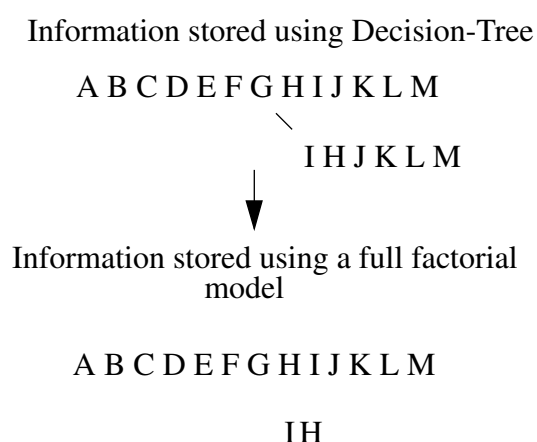 Information stored using Decision-Tree
A B C D E F G H I J K L M
I H J K L M
Information stored using a full factorial
model
A B C D E F G H I J K L M
I H